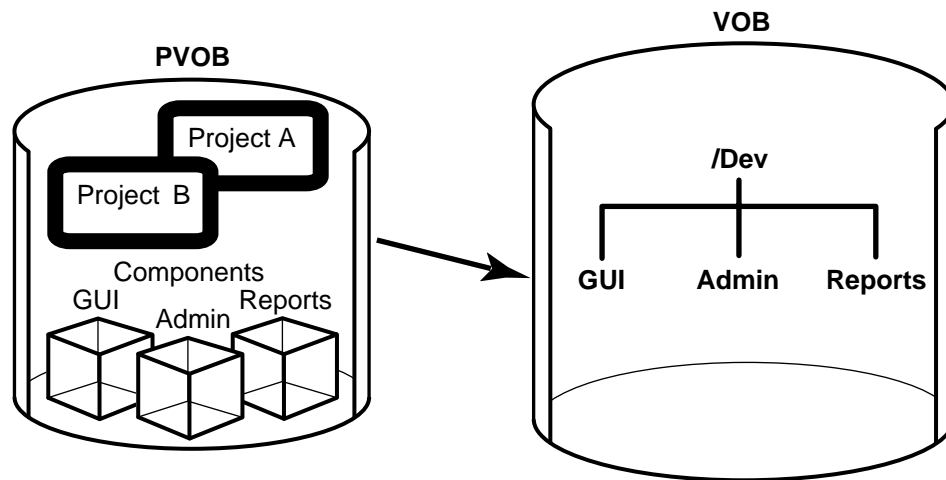 PVOB
Project A
Project B
Components
GUI
Admin
Reports
VOB
/Dev
GUI
Admin
Reports